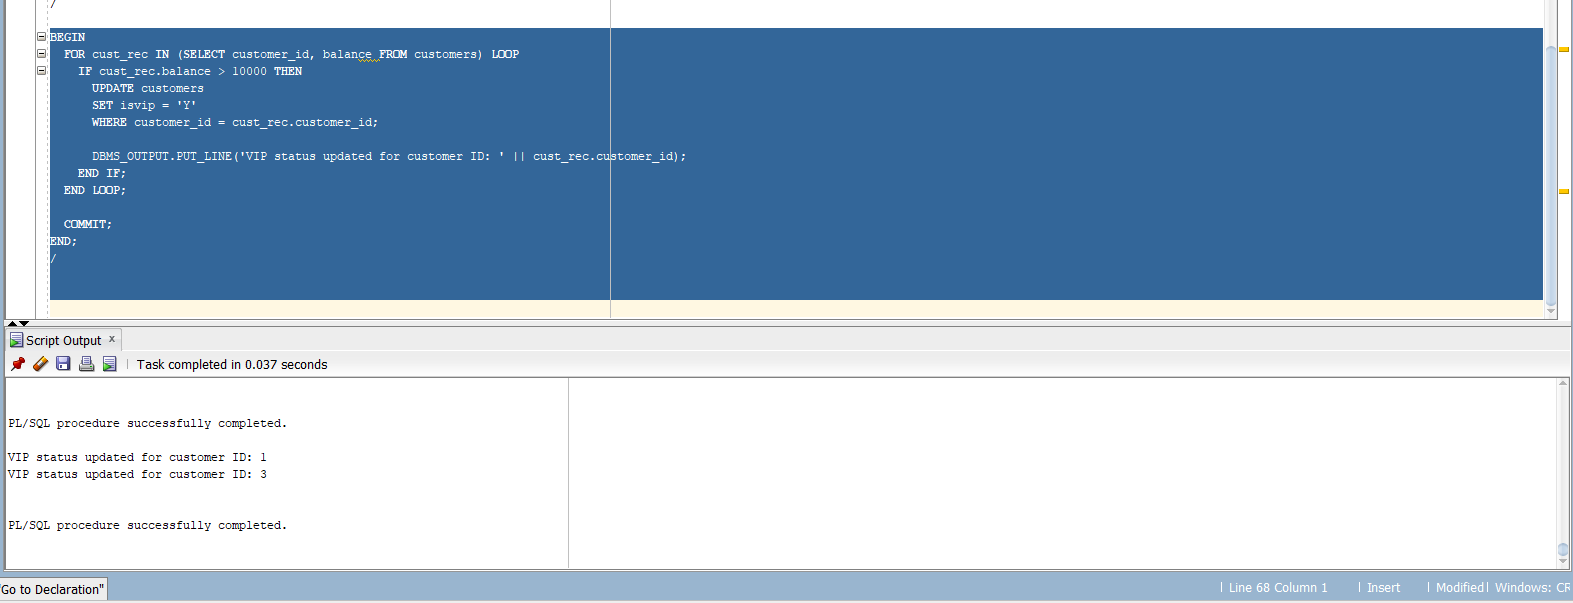 /
BEGIN
FOR cust_rec IN (SELECT customer_id, balance FROM customers) LOOP
IF cust_rec.balance > 10000 THEN
UPDATE customers
SET isvip = 'Y'
WHERE customer_id = cust_rec.customer_id;
DBMS_OUTPUT.PUT_LINE('VIP status updated for customer ID: ' || cust_rec.customer_id);
END IF;
END LOOP;
COMMIT;
END;
/
Script Output x
Task completed in 0.037 seconds
PL/SQL procedure successfully completed.
VIP status updated for customer ID: 1
VIP status updated for customer ID: 3
PL/SQL procedure successfully completed.
Go to Declaration" | Line 68 Column 1 | Insert | Modified| Windows: CR